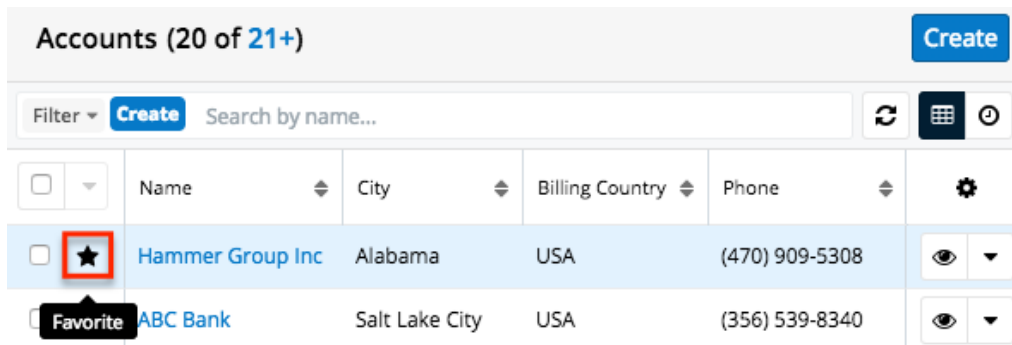 Accounts (20 of 21+) Create
Filter Create Search by name...
Name City Billing Country Phone
Hammer Group Inc Alabama USA (470) 909-5308
Favorite ABC Bank Salt Lake City USA (356) 539-8340